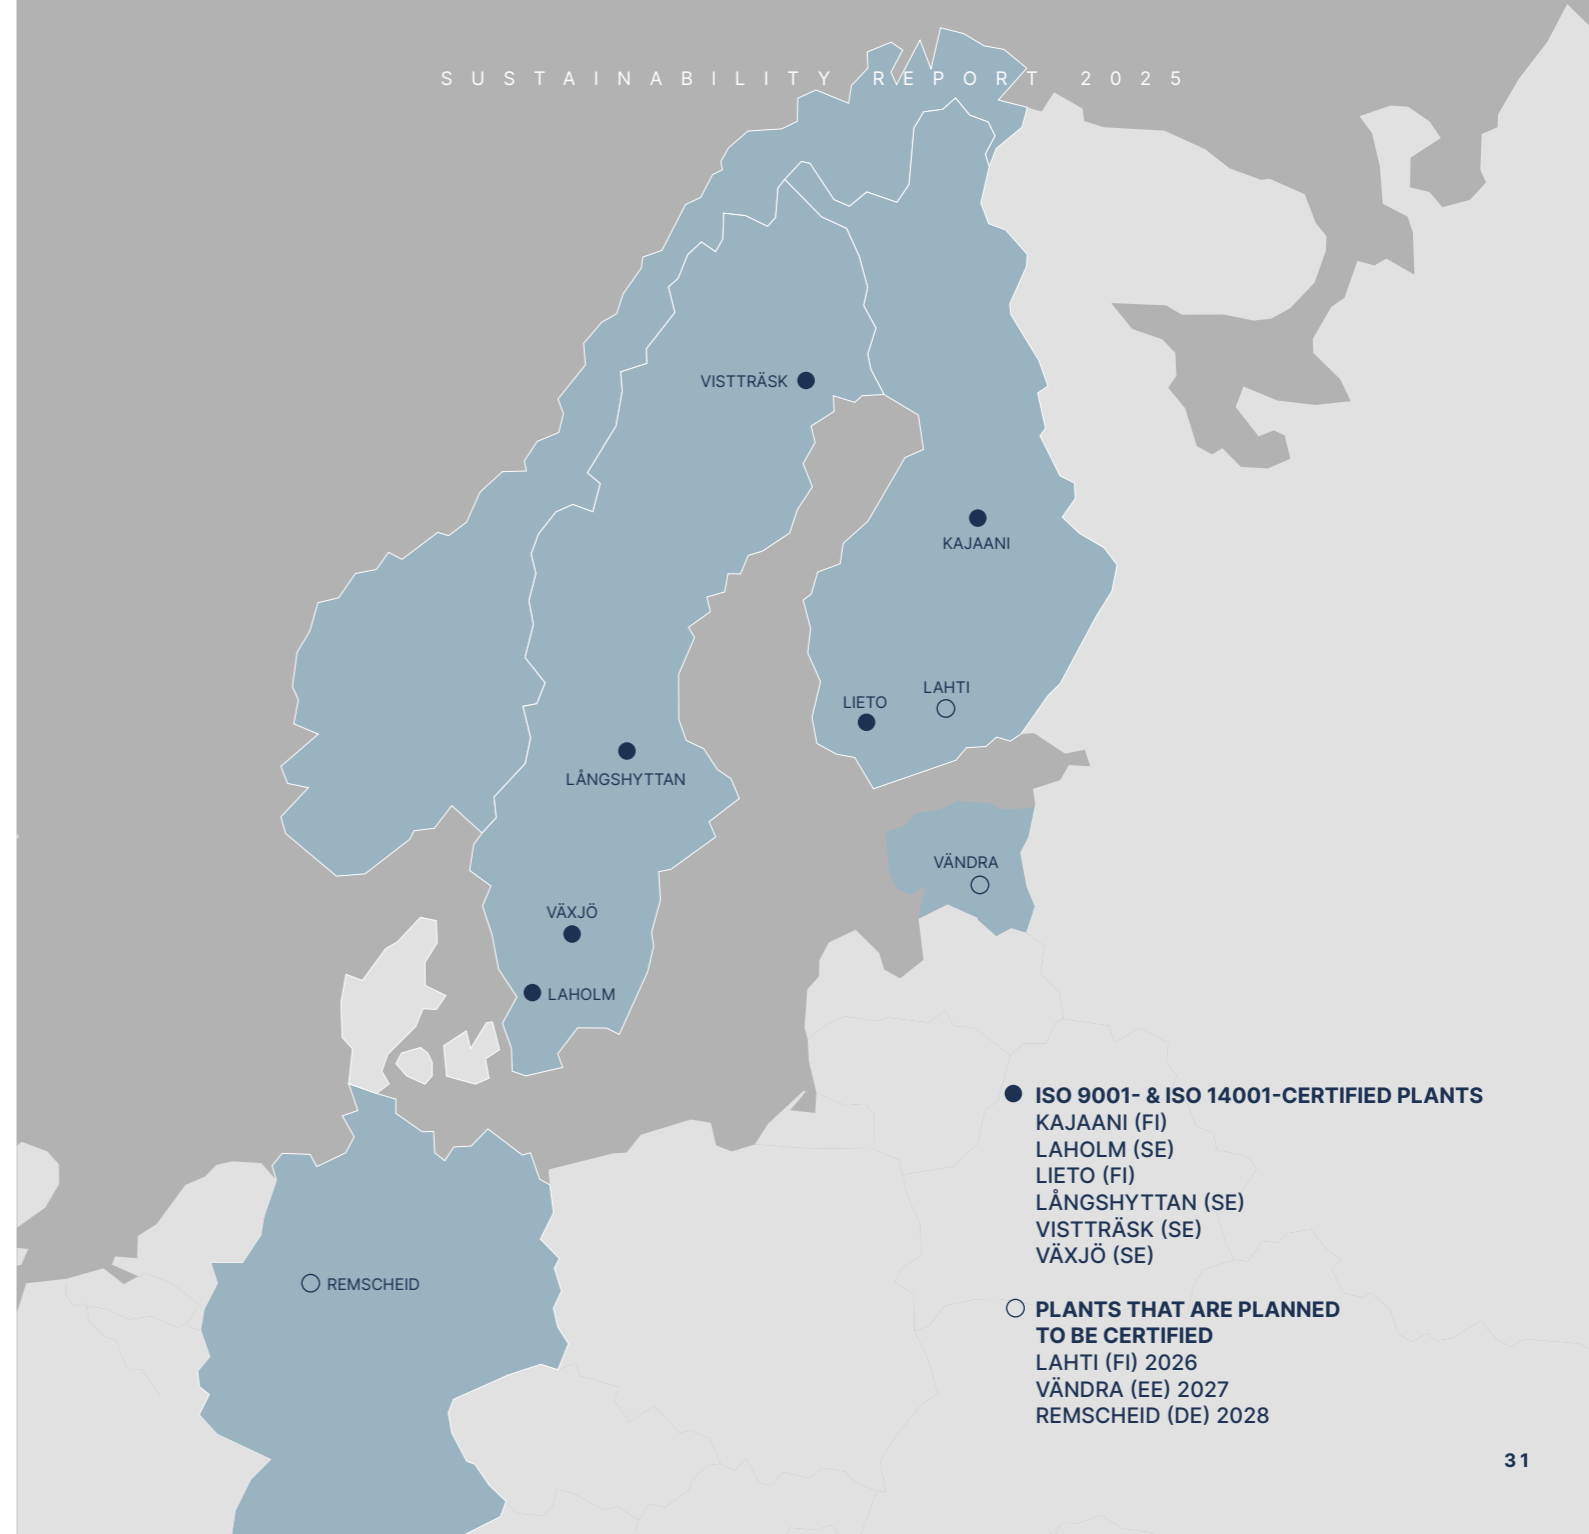 SUSTAINABILITY REPORT 2025
VISTTRÄSK
KAJAANI
LAHTI
LIETO
LÅNGSHYTTAN
VÄNDRA
VÄXJÖ
LAHOLM
REMSCHEID
ISO 9001- & ISO 14001-CERTIFIED PLANTS
KAJAANI (FI)
LAHOLM (SE)
LIETO (FI)
LÅNGSHYTTAN (SE)
VISTTRÄSK (SE)
VÄXJÖ (SE)
PLANTS THAT ARE PLANNED
TO BE CERTIFIED
LAHTI (FI) 2026
VÄNDRA (EE) 2027
REMSCHEID (DE) 2028
31